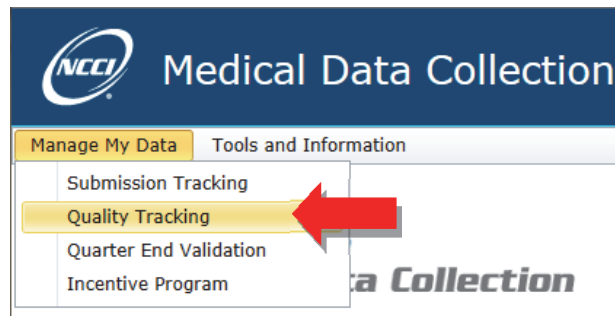 NCCI
Medical Data Collection
Manage My Data Tools and Information
Submission Tracking
Quality Tracking
Quarter End Validation
Incentive Program
a Collection